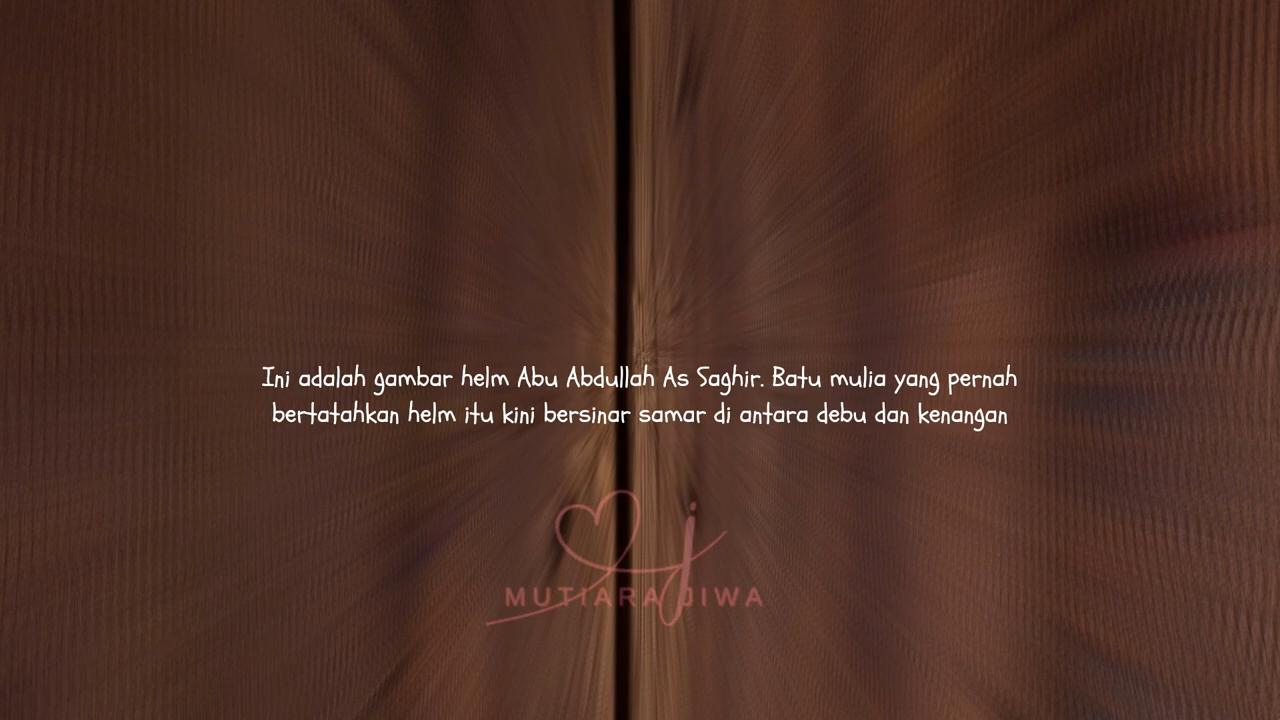 Ini adalah gambar helm Abu Abdullah As Saghir. Batu mulia yang pernah
bertatahkan helm itu kini bersinar samar di antara debu dan kenangan
MUTIARA JIWA